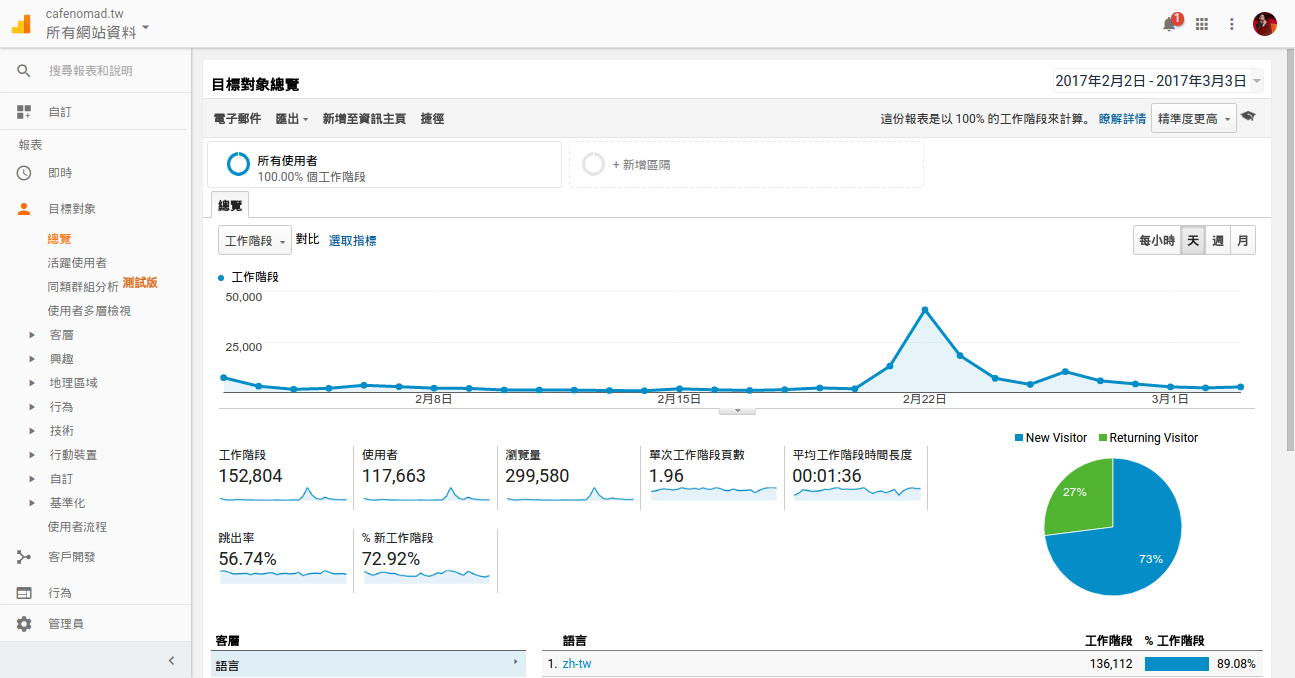 cafenomad.tw
所有網站資料
1
搜尋報表和說明
自訂
報表
即時
目標對象
總覽
活躍使用者
同類群組分析 測試版
使用者多層檢視
客層
興趣
地理區域
行為
技術
行動裝置
自訂
基準化
使用者流程
客戶開發
行為
管理員
目標對象總覽
2017年2月2日 - 2017年3月3日
電子郵件 匯出 新增至資訊主頁 捷徑
這份報表是以 100% 的工作階段來計算。 瞭解詳情 精準度更高
所有使用者
100.00% 個工作階段
+ 新增區隔
總覽
工作階段 對比 選取指標
每小時 天 週 月
工作階段
50,000
25,000
2月8日 2月15日 2月22日 3月1日
工作階段
152,804
使用者
117,663
瀏覽量
299,580
單次工作階段頁數
1.96
平均工作階段時間長度
00:01:36
跳出率
56.74%
% 新工作階段
72.92%
New Visitor Returning Visitor
27%
73%
客層
語言
語言 工作階段 % 工作階段
1. zh-tw 136,112 89.08%